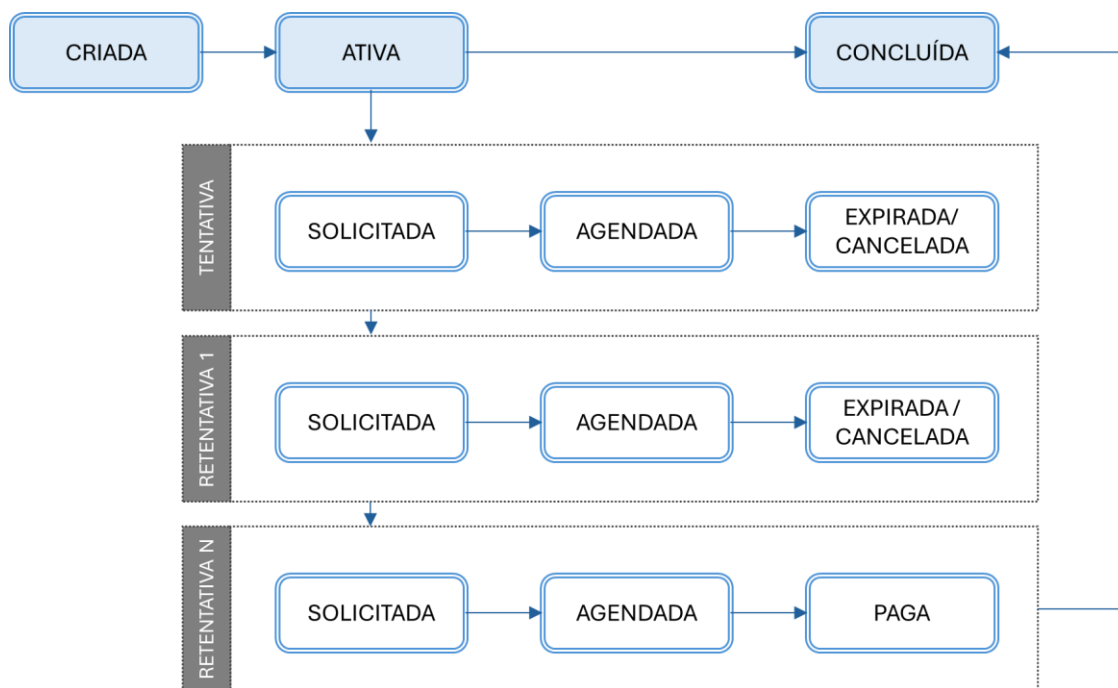 CRIADA
ATIVA
CONCLUÍDA
TENTATIVA
SOLICITADA
AGENDADA
EXPIRADA/
CANCELADA
RETENTATIVA 1
SOLICITADA
AGENDADA
EXPIRADA /
CANCELADA
RETENTATIVA N
SOLICITADA
AGENDADA
PAGA